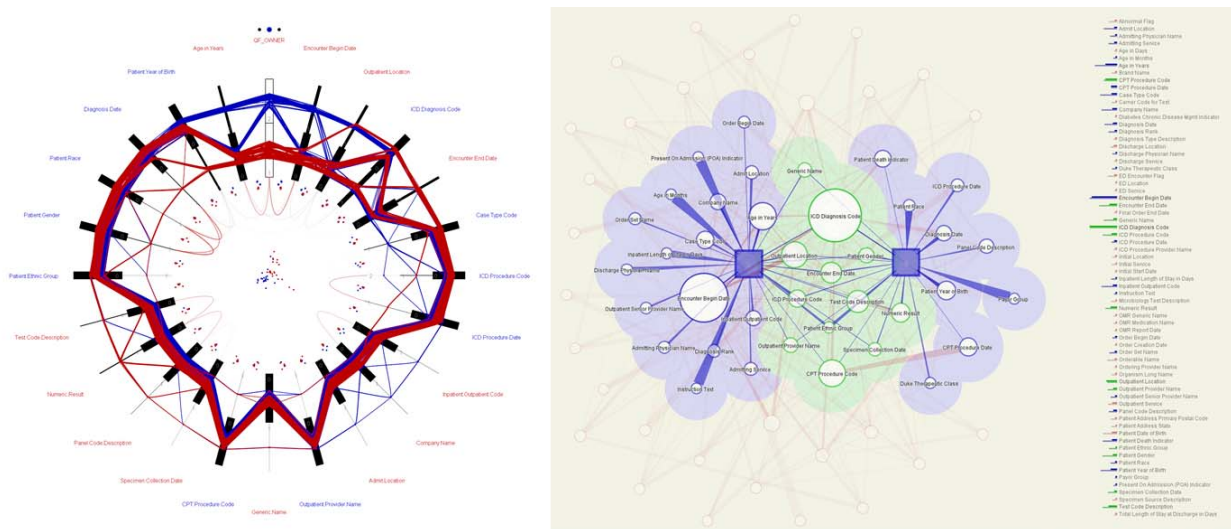 QF_OWNER
Age in Years
Encounter Begin Date
Patient Year of Birth
Outpatient Location
Diagnosis Date
ICD Diagnosis Code
Patient Race
Encounter End Date
Patient Gender
Case Type Code
Patient Ethnic Group
ICD Procedure Code
Test Code Description
ICD Procedure Date
Numeric Result
Inpatient Outpatient Code
Panel Code Description
Company Name
Specimen Collection Date
Admit Location
CPT Procedure Code
Outpatient Provider Name
Generic Name
Order Begin Date
Present On Admission (POA) Indicator
Patient Death Indicator
Admit Location
Generic Name
ICD Procedure Date
Age in Months
Company Name
Patient Race
Order Set Name
Age in Years
ICD Diagnosis Code
Diagnosis Date
Case Type Code
Panel Code Description
Outpatient Location
Patient Gender
Discharge Physician Name
Encounter End Date
Patient Year of Birth
Encounter Begin Date
ICD Procedure Code
Test Code Description
Payor Group
Outpatient Senior Provider Name
Numeric Result
Inpatient Outpatient Code
Patient Ethnic Group
Admitting Physician Name
Diagnosis Rank
Outpatient Provider Name
Specimen Collection Date
CPT Procedure Date
Admitting Service
CPT Procedure Code
Instruction Text
Duke Therapeutic Class
Abnormal Flag
Admit Location
Admitting Physician Name
Admitting Service
Age in Days
Age in Months
Age in Years
Brand Name
CPT Procedure Code
CPT Procedure Date
Case Type Code
Cerner Code for Test
Company Name
Diabetes Chronic Disease Mgmt Indicator
Diagnosis Date
Diagnosis Rank
Diagnosis Type Description
Discharge Location
Discharge Physician Name
Discharge Service
Duke Therapeutic Class
ED Encounter Flag
ED Location
ED Service
Encounter Begin Date
Encounter End Date
Fetal Order End Date
Generic Name
ICD Diagnosis Code
ICD Procedure Code
ICD Procedure Date
ICD Procedure Provider Name
Initial Location
Initial Service
Initial Start Date
Inpatient Length of Stay in Days
Inpatient Outpatient Code
Instruction Text
Microbiology Test Description
Numeric Result
OMR Generic Name
OMR Medication Name
OMR Report Date
Order Begin Date
Order Creation Date
Order Set Name
Orderable Name
Ordering Provider Name
Organism Long Name
Outpatient Location
Outpatient Provider Name
Outpatient Senior Provider Name
Outpatient Service
Panel Code Description
Patient Address Primary Postal Code
Patient Address State
Patient Date of Birth
Patient Death Indicator
Patient Ethnic Group
Patient Gender
Patient Race
Patient Year of Birth
Payor Group
Present On Admission (POA) Indicator
Specimen Collection Date
Specimen Source Description
Test Code Description
Total Length of Stay at Discharge in Days